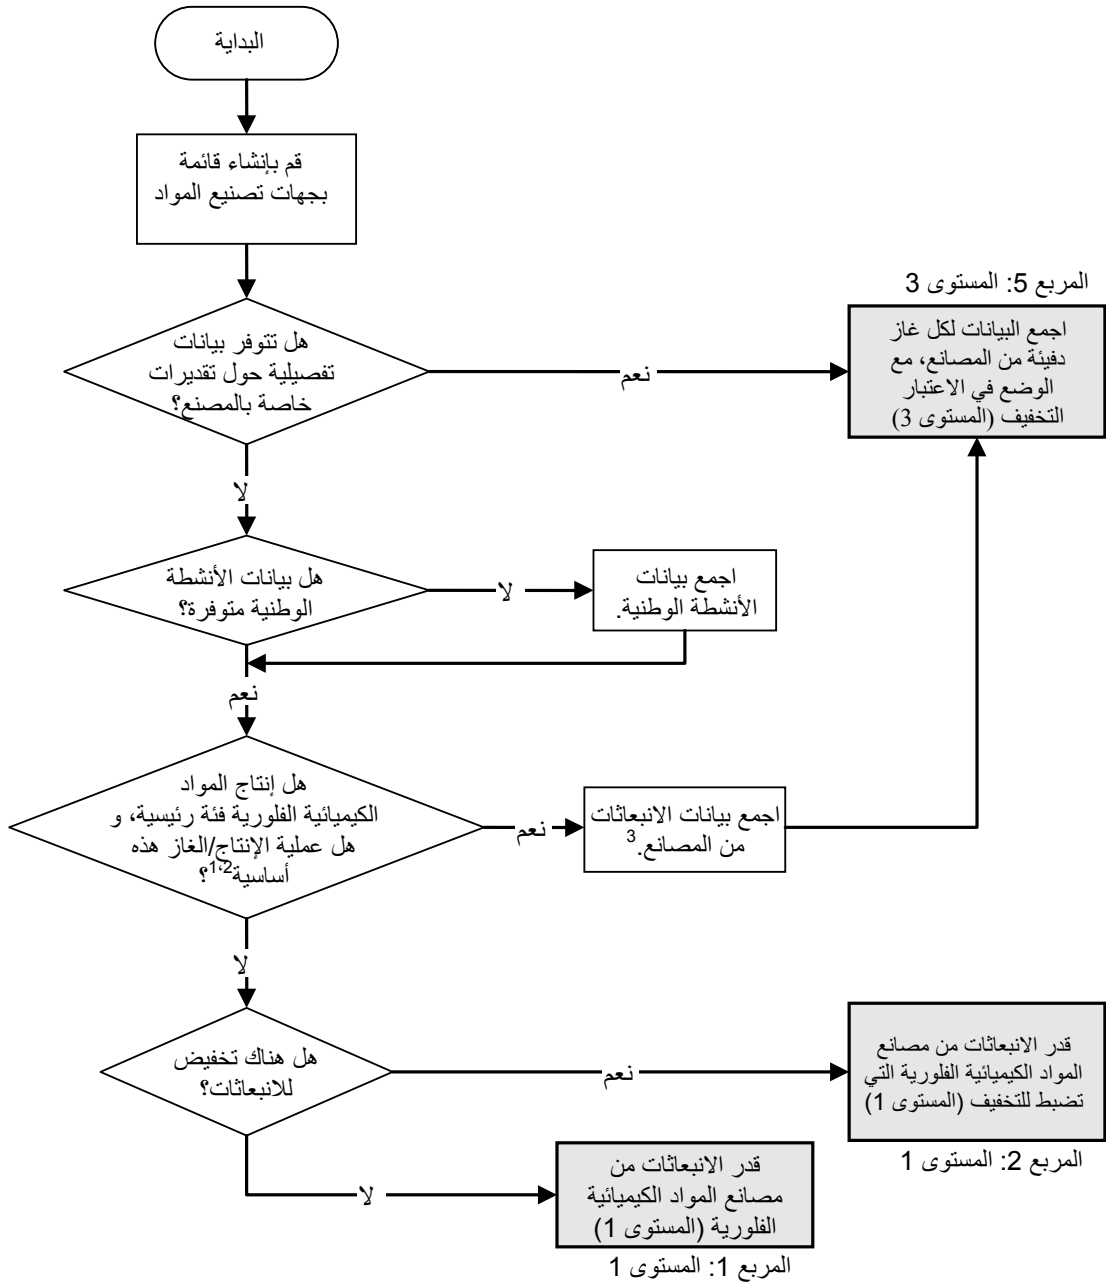 البداية
قم بإنشاء قائمة
بجهات تصنيع المواد
المربع 5: المستوى 3
هل تتوفر بيانات
تفصيلية حول تقديرات
خاصة بالمصنع؟
نعم
اجمع البيانات لكل غاز
دفيئة من المصانع، مع
الوضع في الاعتبار
التخفيف (المستوى 3)
لا
هل بيانات الأنشطة
الوطنية متوفرة؟
لا
اجمع بيانات
الأنشطة الوطنية.
نعم
هل إنتاج المواد
الكيميائية الفلورية فئة رئيسية، و
هل عملية الإنتاج/الغاز هذه
أساسية1،2؟
نعم
اجمع بيانات الانبعاثات
من المصانع.3
لا
هل هناك تخفيض
للانبعاثات؟
نعم
قدر الانبعاثات من مصانع
المواد الكيميائية الفلورية التي
تضبط للتخفيف (المستوى 1)
المربع 2: المستوى 1
لا
قدر الانبعاثات من
مصانع المواد الكيميائية
الفلورية (المستوى 1)
المربع 1: المستوى 1